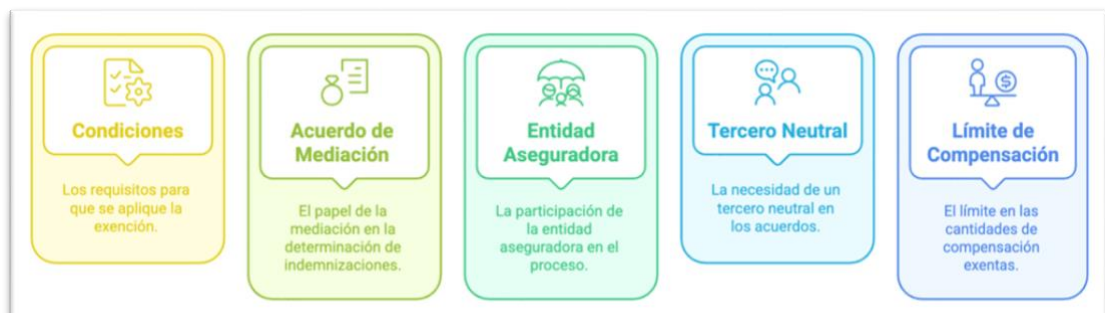 Condiciones
Los requisitos para
que se aplique la
exención.
Acuerdo de
Mediación
El papel de la
mediación en la
determinación de
indemnizaciones.
Entidad
Aseguradora
La participación de
la entidad
aseguradora en el
proceso.
Tercero Neutral
La necesidad de un
tercero neutral en
los acuerdos.
Límite de
Compensación
El límite en las
cantidades de
compensación
exentas.